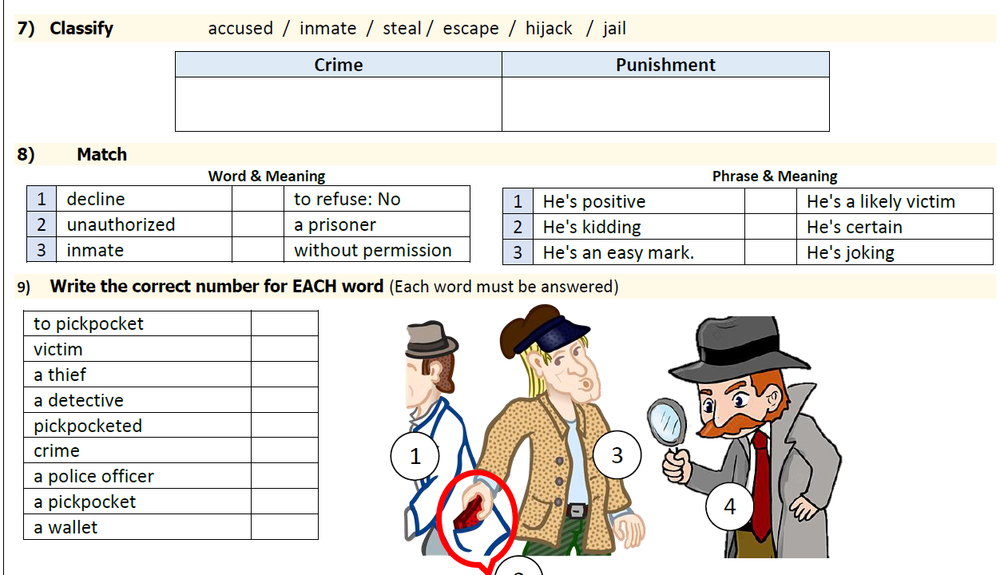 7) Classify accused / inmate / steal / escape / hijack / jail
Crime Punishment
8) Match
Word & Meaning
1 decline to refuse: No
2 unauthorized a prisoner
3 inmate without permission
Phrase & Meaning
1 He's positive He's a likely victim
2 He's kidding He's certain
3 He's an easy mark. He's joking
9) Write the correct number for EACH word (Each word must be answered)
to pickpocket
victim
a thief
a detective
pickpocketed
crime
a police officer
a pickpocket
a wallet
1
3
4